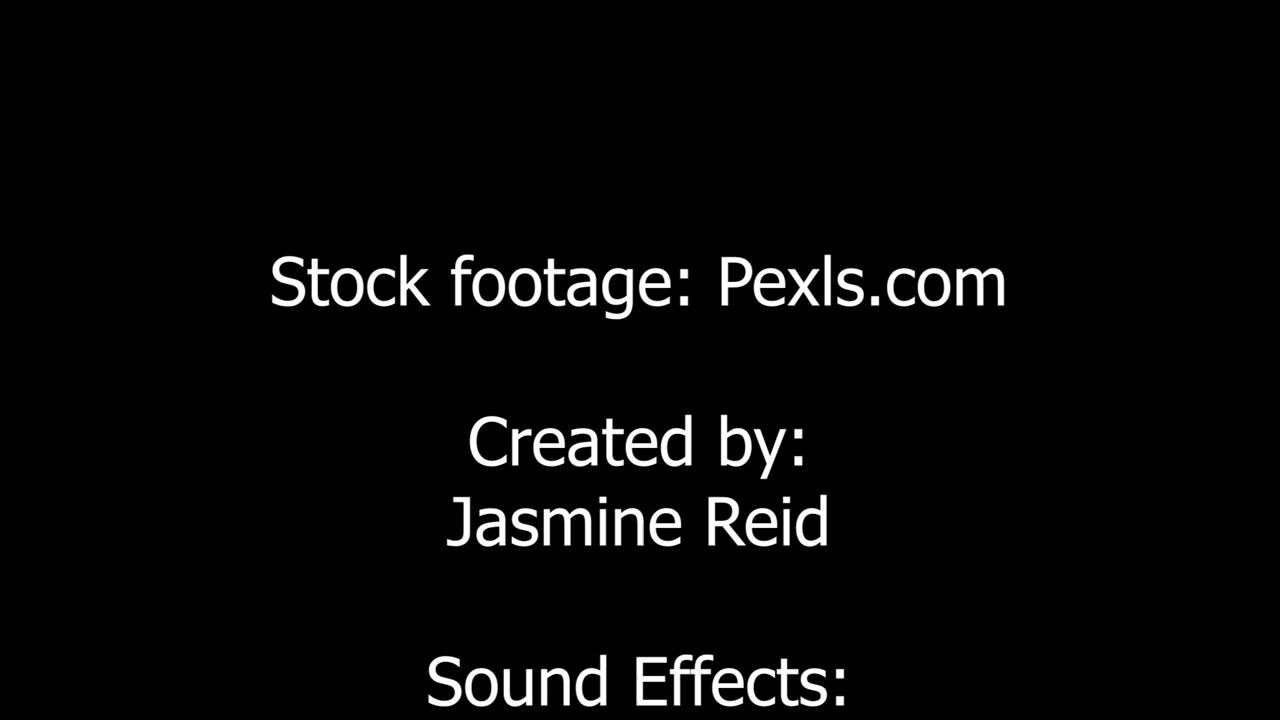 Stock footage: Pexls.com
Created by:
Jasmine Reid
Sound Effects: